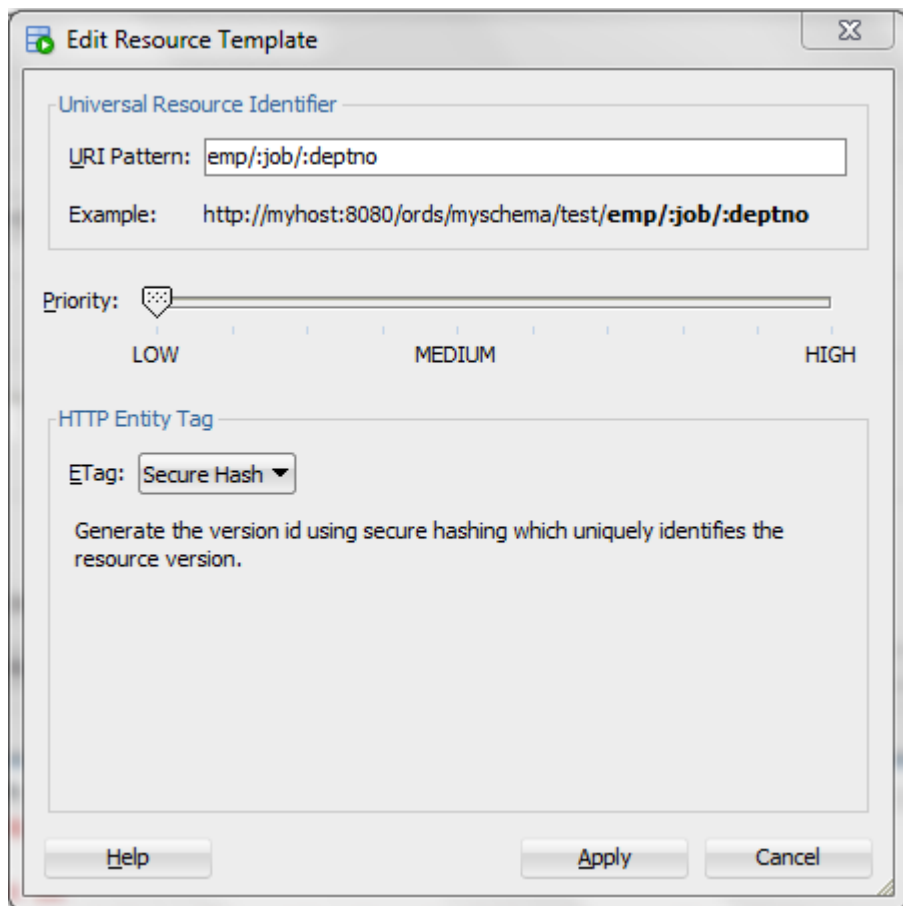 Edit Resource Template
Universal Resource Identifier
URI Pattern: emp/:job/:deptno
Example: http://myhost:8080/ords/myschema/test/emp/:job/:deptno
Priority:
LOW MEDIUM HIGH
HTTP Entity Tag
ETag: Secure Hash
Generate the version id using secure hashing which uniquely identifies the
resource version.
Help Apply Cancel